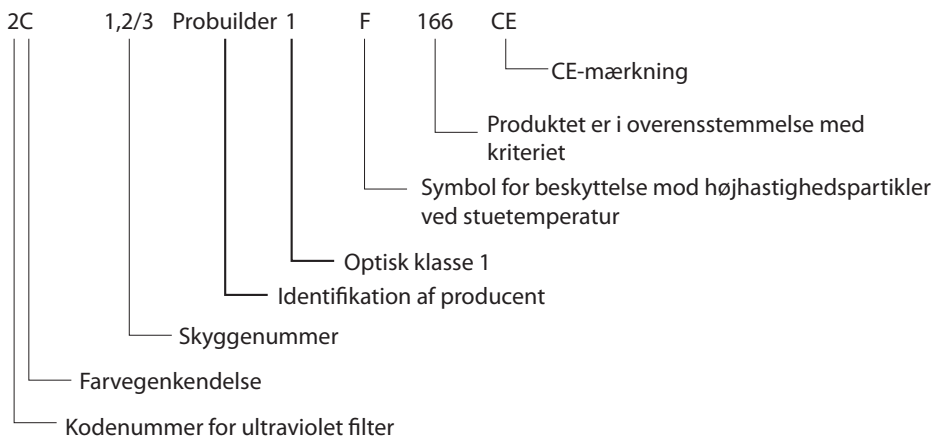 2C 1,2/3 Probuilder 1 F 166 CE
CE-mærkning
Produktet er i overensstemmelse med
kriteriet
Symbol for beskyttelse mod højhastighedspartikler
ved stuetemperatur
Optisk klasse 1
Identifikation af producent
Skyggenummer
Farvegenkendelse
Kodenummer for ultraviolet filter